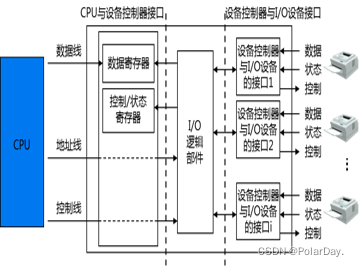 CPU与设备控制器接口
设备控制器与I/O设备接口
数据线
数据寄存器
控制/状态
寄存器
CPU
地址线
控制线
I/O
逻辑
部件
设备控制器
与I/O设备
的接口1
数据
状态
控制
设备控制器
与I/O设备
的接口2
数据
状态
控制
设备控制器
与I/O设备
的接口i
数据
状态
控制
CSDN @PolarDay.